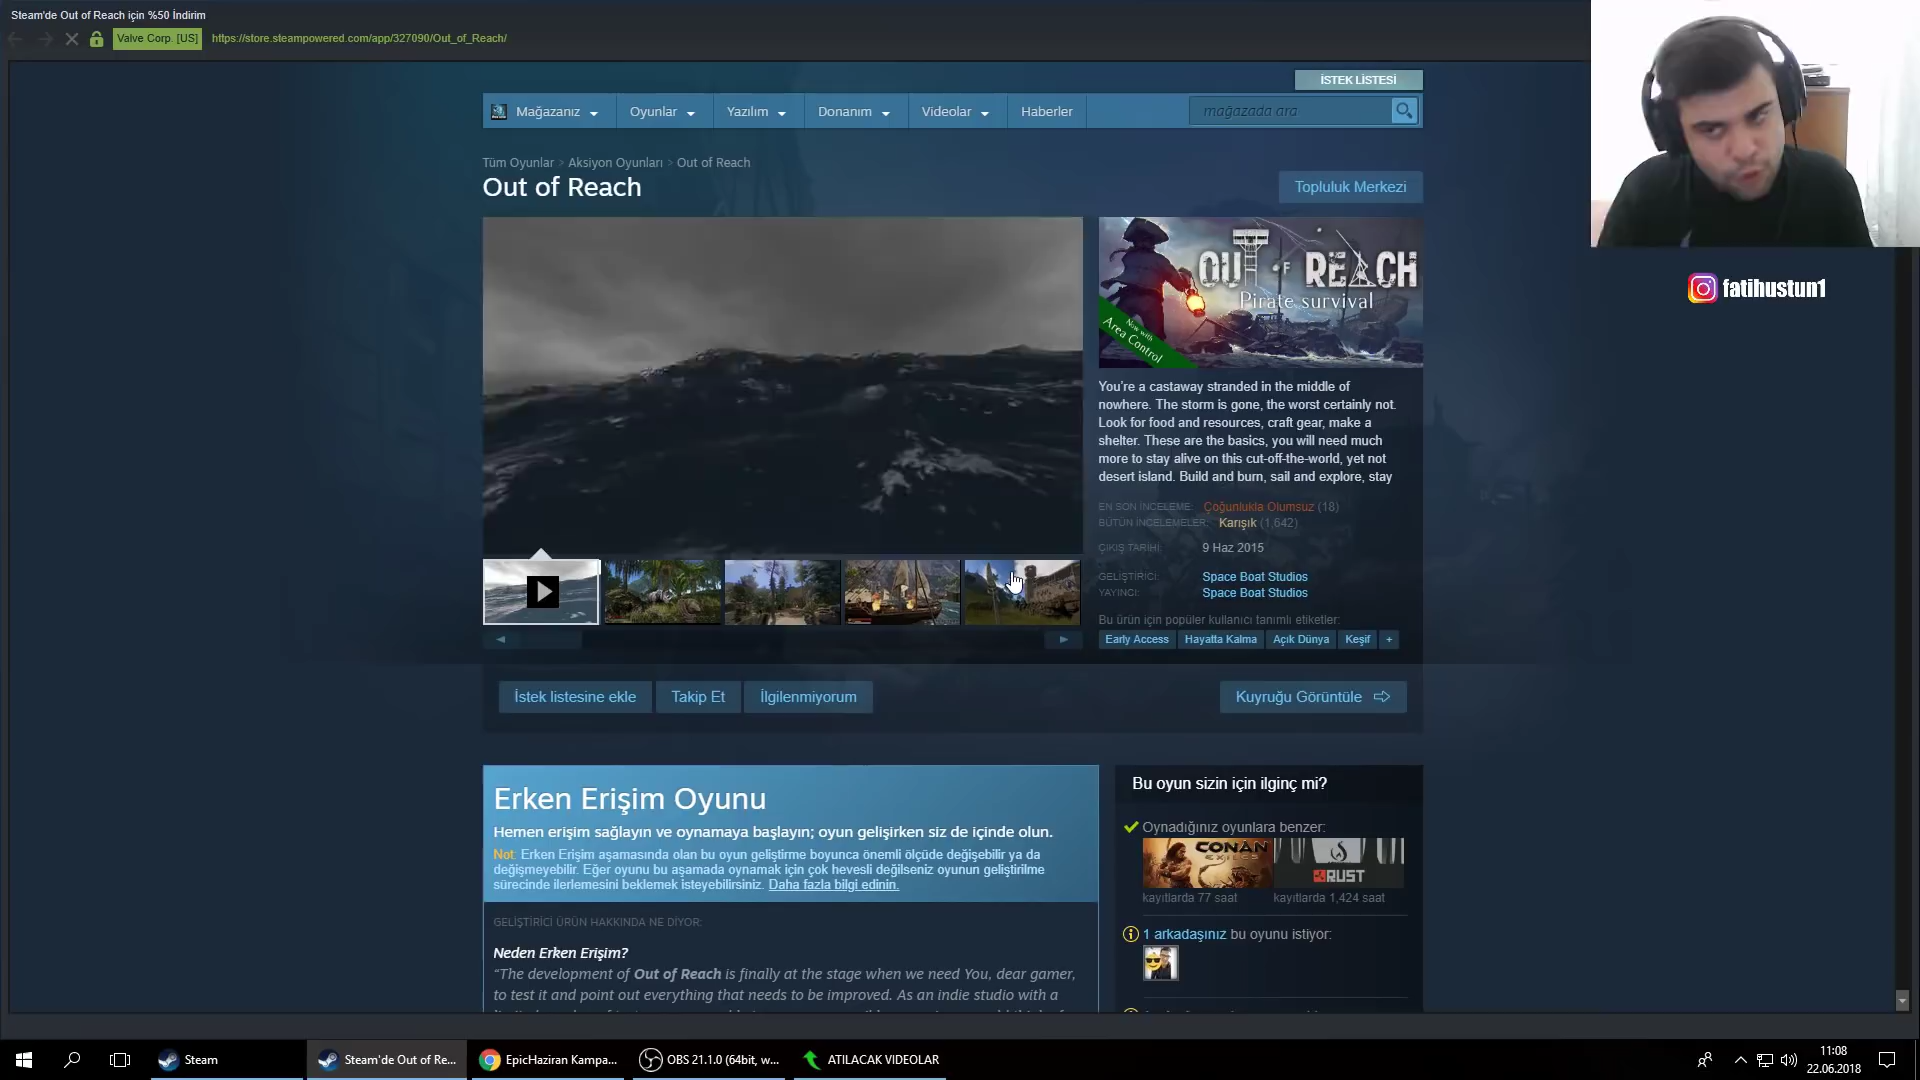 Steam'de Out of Reach için %50 İndirim
Valve Corp. [US]
https://store.steampowered.com/app/327090/Out_of_Reach/
İSTEK LİSTESİ
Mağazanız
Oyunlar
Yazılım
Donanım
Videolar
Haberler
mağazada ara
Tüm Oyunlar > Aksiyon Oyunları > Out of Reach
Out of Reach
Topluluk Merkezi
OUT OF REACH
Pirate survival
Now with
Area Control
fatihustun1
You're a castaway stranded in the middle of
nowhere. The storm is gone, the worst certainly not.
Look for food and resources, craft gear, make a
shelter. These are the basics, you will need much
more to stay alive on this cut-off-the-world, yet not
desert island. Build and burn, sail and explore, stay
EN SON İNCELEME: Çoğunlukla Olumsuz (18)
BÜTÜN İNCELEMELER: Karışık (1,642)
ÇIKIŞ TARİHİ: 9 Haz 2015
GELİŞTİRİCİ: Space Boat Studios
YAYINCI: Space Boat Studios
Bu ürün için popüler kullanıcı tanımlı etiketler:
Early Access Hayatta Kalma Açık Dünya Keşif +
İstek listesine ekle
Takip Et
İlgilenmiyorum
Kuyruğu Görüntüle
Erken Erişim Oyunu
Hemen erişim sağlayın ve oynamaya başlayın; oyun gelişirken siz de içinde olun.
Not: Erken Erişim aşamasında olan bu oyun geliştirme boyunca önemli ölçüde değişebilir ya da
değişmeyebilir. Eğer oyunu bu aşamada oynamak için çok hevesli değilseniz oyunun geliştirilme
sürecinde ilerlemesini beklemek isteyebilirsiniz. Daha fazla bilgi edinin.
GELİŞTİRİCİ ÜRÜN HAKKINDA NE DİYOR:
Neden Erken Erişim?
“The development of Out of Reach is finally at the stage when we need You, dear gamer,
to test it and point out everything that needs to be improved. As an indie studio with a
Bu oyun sizin için ilginç mi?
Oynadığınız oyunlara benzer:
CONAN
EXILES
RUST
kayıtlarda 77 saat
kayıtlarda 1,424 saat
1 arkadaşınız bu oyunu istiyor:
Steam
Steam'de Out of Re...
EpicHaziran Kampa...
OBS 21.1.0 (64bit, w...
ATILACAK VIDEOLAR
11:08
22.06.2018